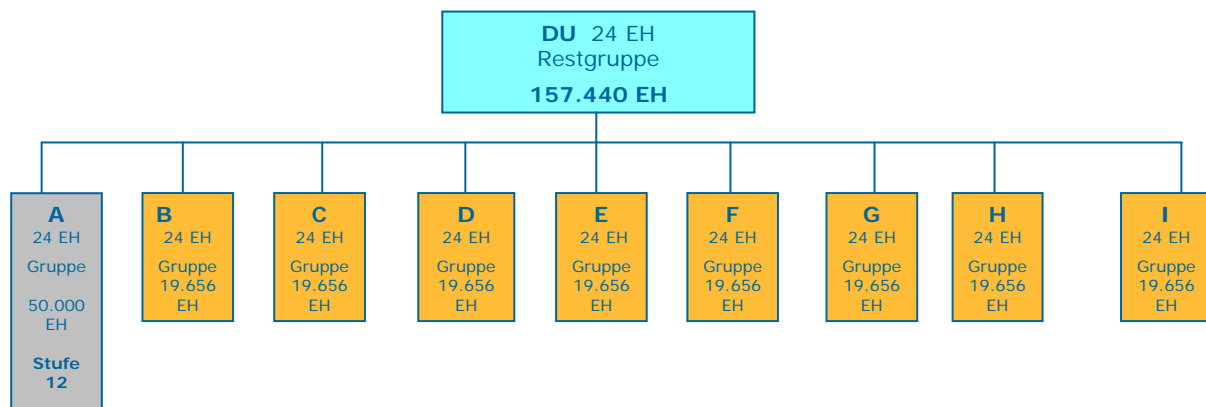 DU 24 EH
Restgruppe
157.440 EH
A
24 EH
Gruppe
50.000
EH
Stufe
12
B
24 EH
Gruppe
19.656
EH
C
24 EH
Gruppe
19.656
EH
D
24 EH
Gruppe
19.656
EH
E
24 EH
Gruppe
19.656
EH
F
24 EH
Gruppe
19.656
EH
G
24 EH
Gruppe
19.656
EH
H
24 EH
Gruppe
19.656
EH
I
24 EH
Gruppe
19.656
EH